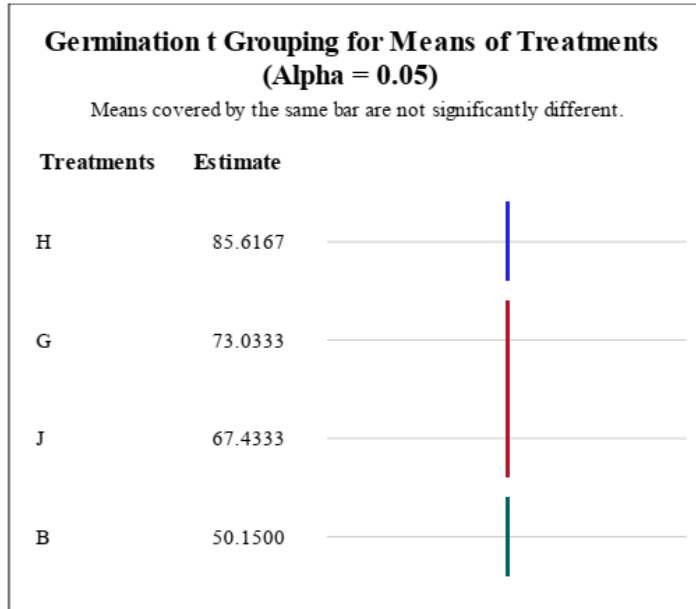 Germination t Grouping for Means of Treatments
(Alpha = 0.05)
Means covered by the same bar are not significantly different.
Treatments Estimate
H 85.6167
G 73.0333
J 67.4333
B 50.1500